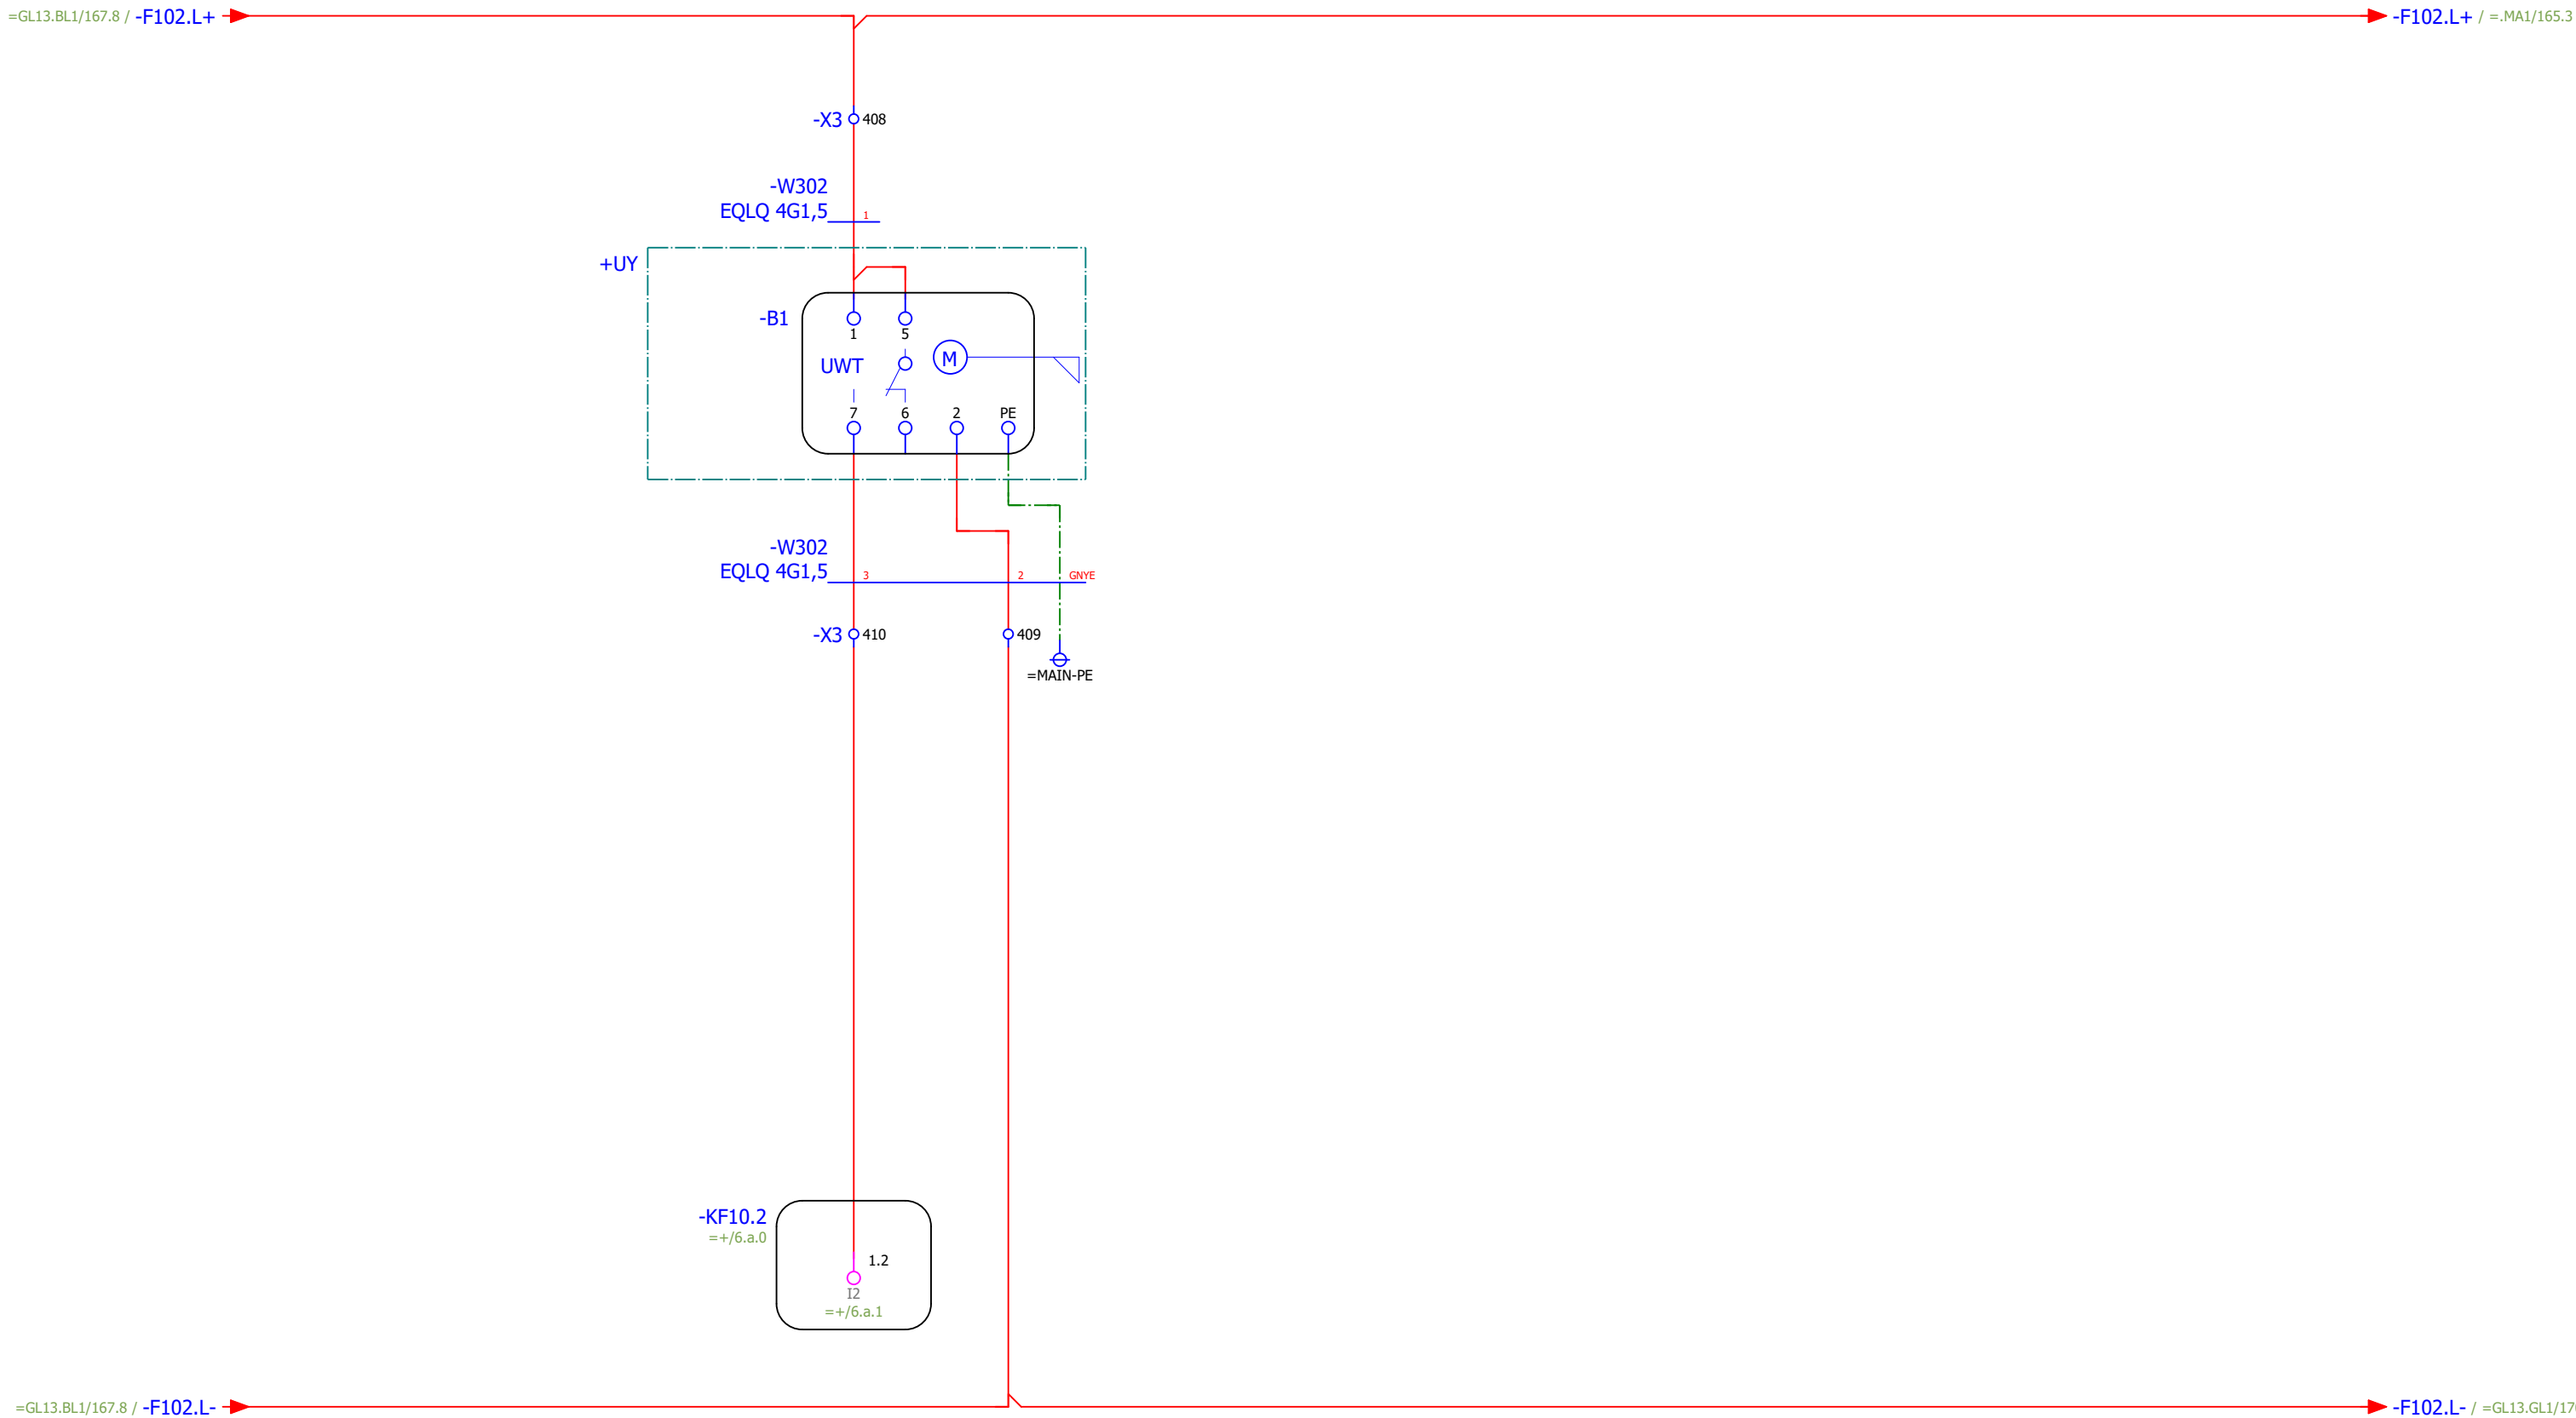 =GL13.BL1/167.8 / -F102.L+
-F102.L+ / =.MA1/165.3
-X3 408
-W302
EQLQ 4G1,5 1
+UY
-B1
1 5
UWT M
7 6 2 PE
-W302
EQLQ 4G1,5 3 2 GNYE
-X3 410 409
=MAIN-PE
-KF10.2
=+/6.a.0
1.2
I2
=+/6.a.1
=GL13.BL1/167.8 / -F102.L-
-F102.L- / =GL13.GL1/17